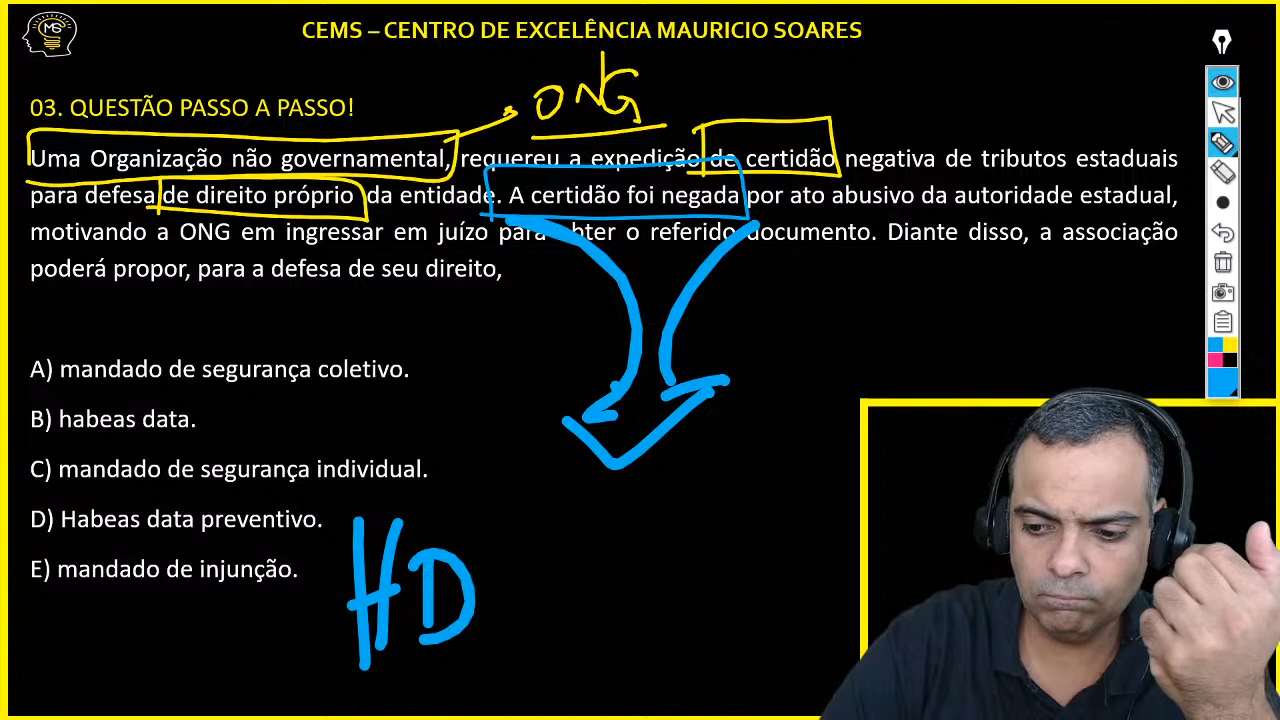 CEMS – CENTRO DE EXCELÊNCIA MAURICIO SOARES
MS
ONG
03. QUESTÃO PASSO A PASSO!
Uma Organização não governamental, requereu a expedição de certidão negativa de tributos estaduais
para defesa de direito próprio da entidade. A certidão foi negada por ato abusivo da autoridade estadual,
motivando a ONG em ingressar em juízo para obter o referido documento. Diante disso, a associação
poderá propor, para a defesa de seu direito,
A) mandado de segurança coletivo.
B) habeas data.
C) mandado de segurança individual.
D) Habeas data preventivo.
E) mandado de injunção.
HD